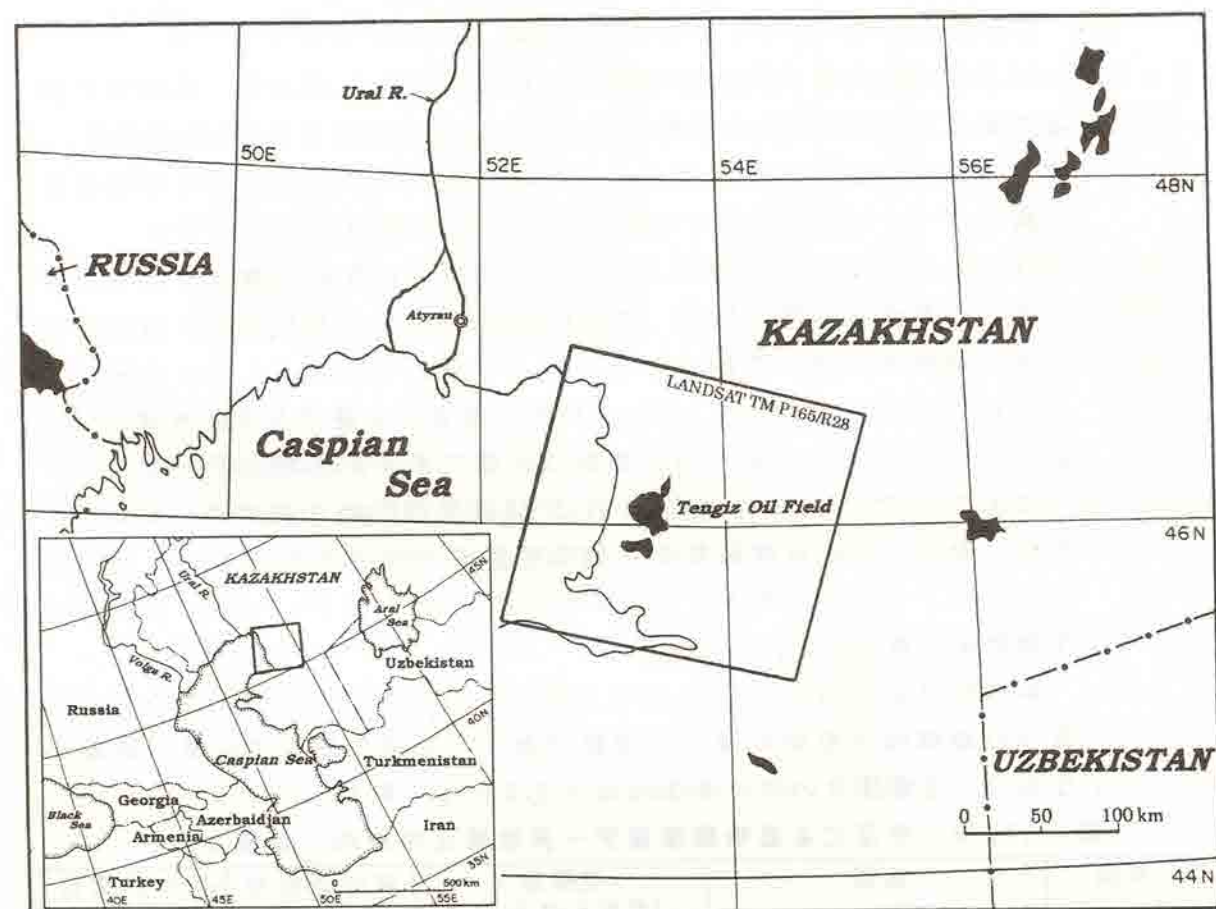 Ural R.
50E
52E
54E
56E
48N
RUSSIA
Atyrau
KAZAKHSTAN
LANDSAT TM P165/R28
Caspian
Sea
Tengiz Oil Field
46N
KAZAKHSTAN
45N
Ural R.
Aral
Sea
Volga R.
Uzbekistan
Russia
40N
Caspian Sea
Turkmenistan
Georgia
Black
Sea
Azerbaidjan
Armenia
Iran
Turkey
35N
0 500km
40E
45E
50E
55E
UZBEKISTAN
0 50 100 km
44N